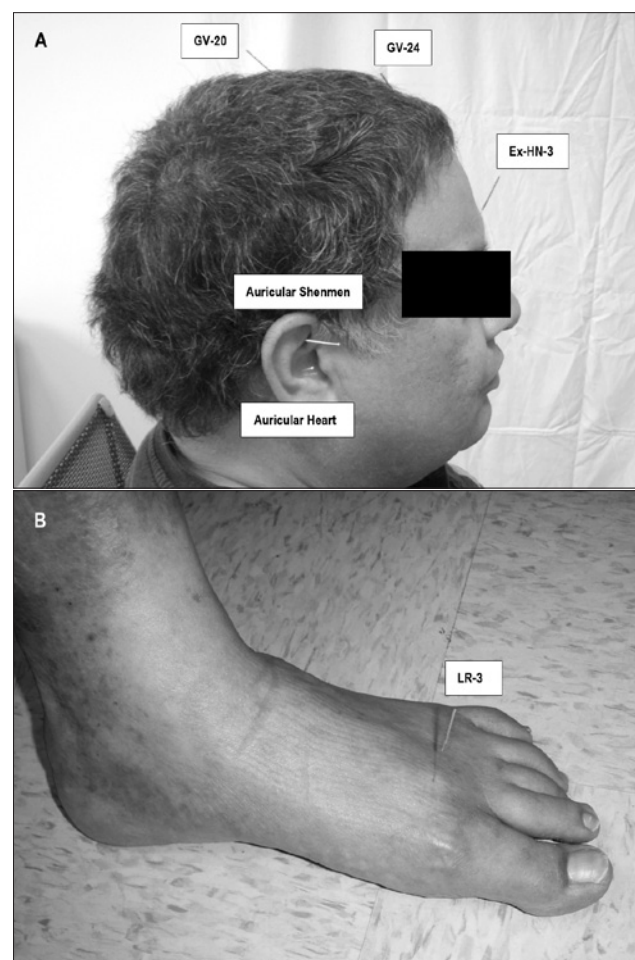 A
GV-20
GV-24
Ex-HN-3
Auricular Shenmen
Auricular Heart
B
LR-3